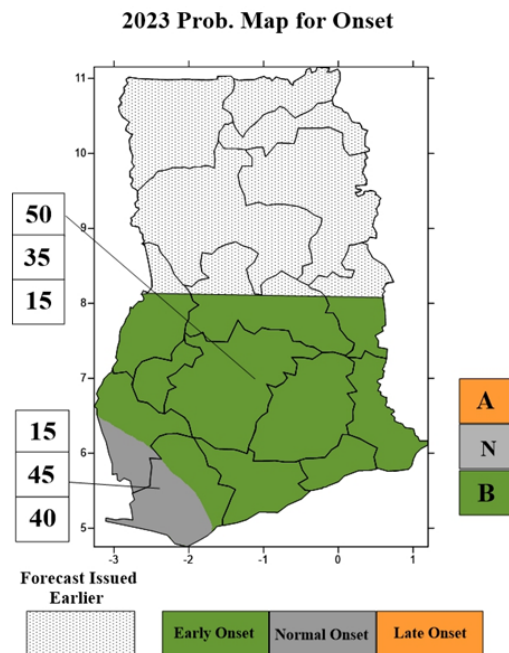 2023 Prob. Map for Onset
11
10
9
8
7
6
5
-3
-2
-1
0
1
50
35
15
15
45
40
A
N
B
Forecast Issued
Earlier
Early Onset
Normal Onset
Late Onset